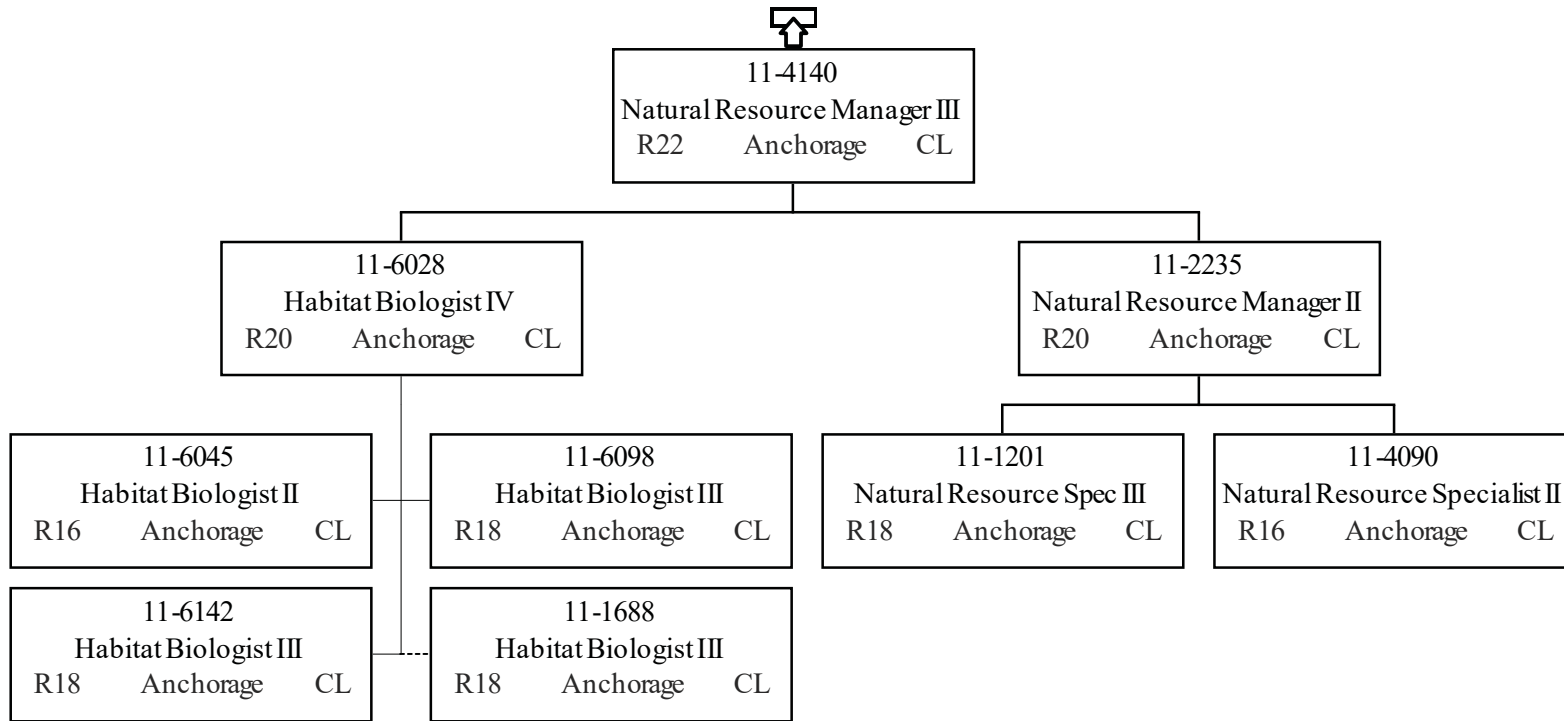 11-4140
Natural Resource Manager III
R22 Anchorage CL
11-6028
Habitat Biologist IV
R20 Anchorage CL
11-2235
Natural Resource Manager II
R20 Anchorage CL
11-6045
Habitat Biologist II
R16 Anchorage CL
11-6098
Habitat Biologist III
R18 Anchorage CL
11-1201
Natural Resource Spec III
R18 Anchorage CL
11-4090
Natural Resource Specialist II
R16 Anchorage CL
11-6142
Habitat Biologist III
R18 Anchorage CL
11-1688
Habitat Biologist III
R18 Anchorage CL